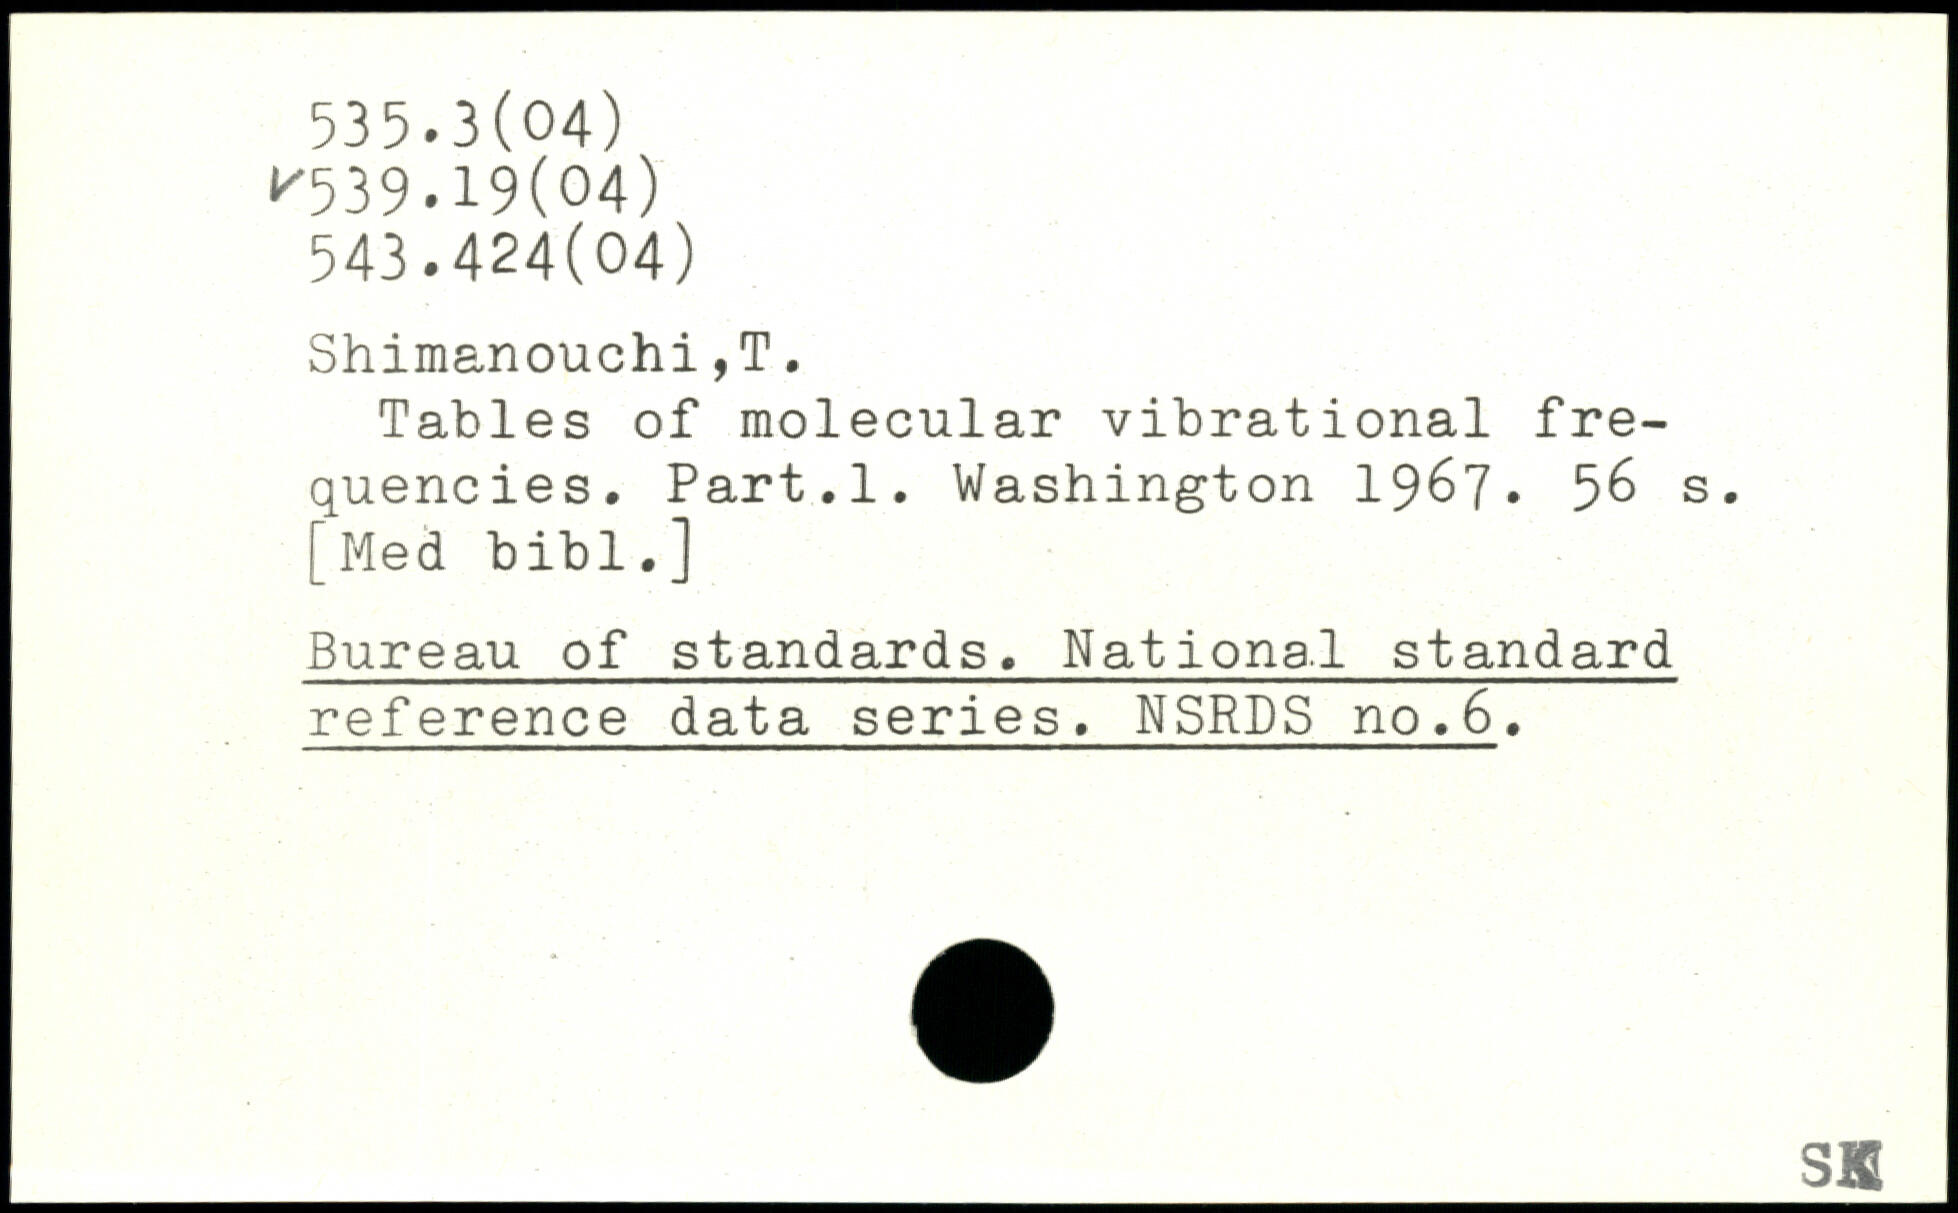 535.3(04)
✓539.19(04)
543.424(04)
Shimanouchi,T.
Tables of molecular vibrational fre-
quencies. Part.1. Washington 1967. 56 s.
[Med bibl.]
Bureau of standards. National standard
reference data series. NSRDS no.6.
SK